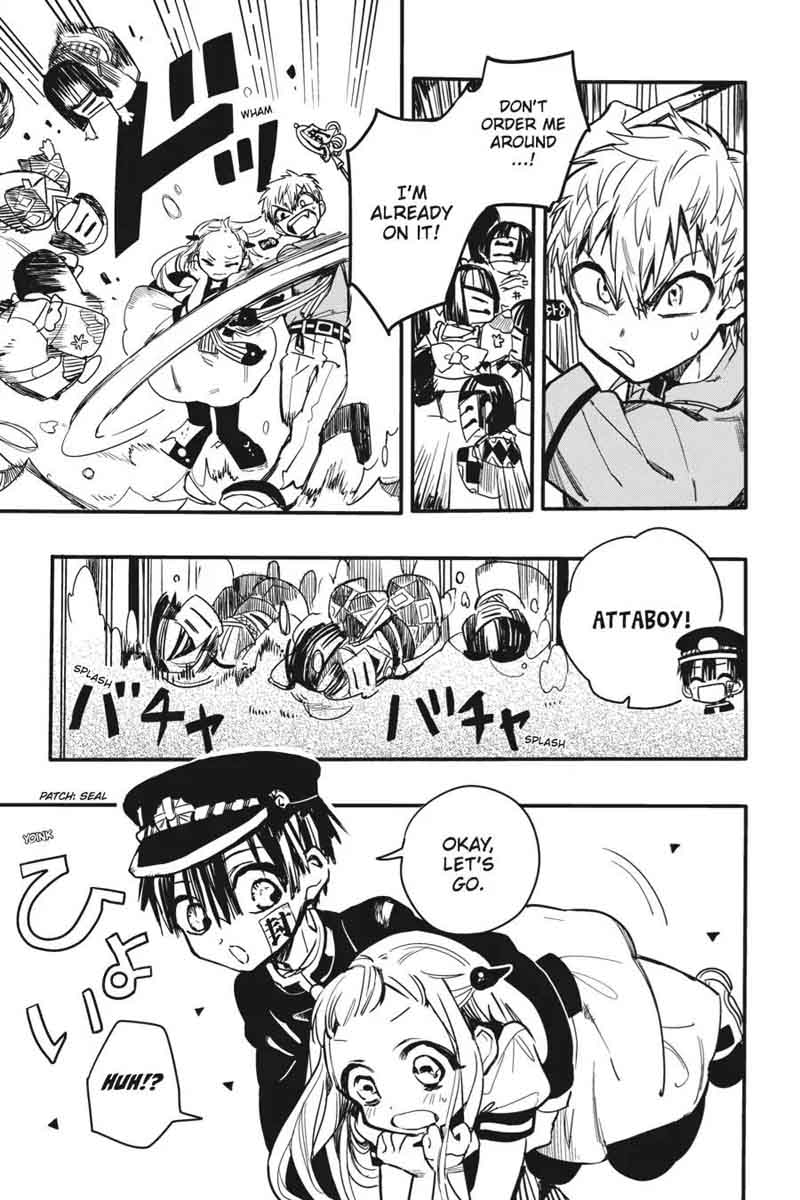 DON'T
ORDER ME
AROUND
...!
I'M
ALREADY
ON IT!
WHAM
ドッ
ATTABOY!
SPLASH
バチャ
バチャ
SPLASH
PATCH: SEAL
封
OKAY,
LET'S
GO.
YOINK
ひょい
HUH!?